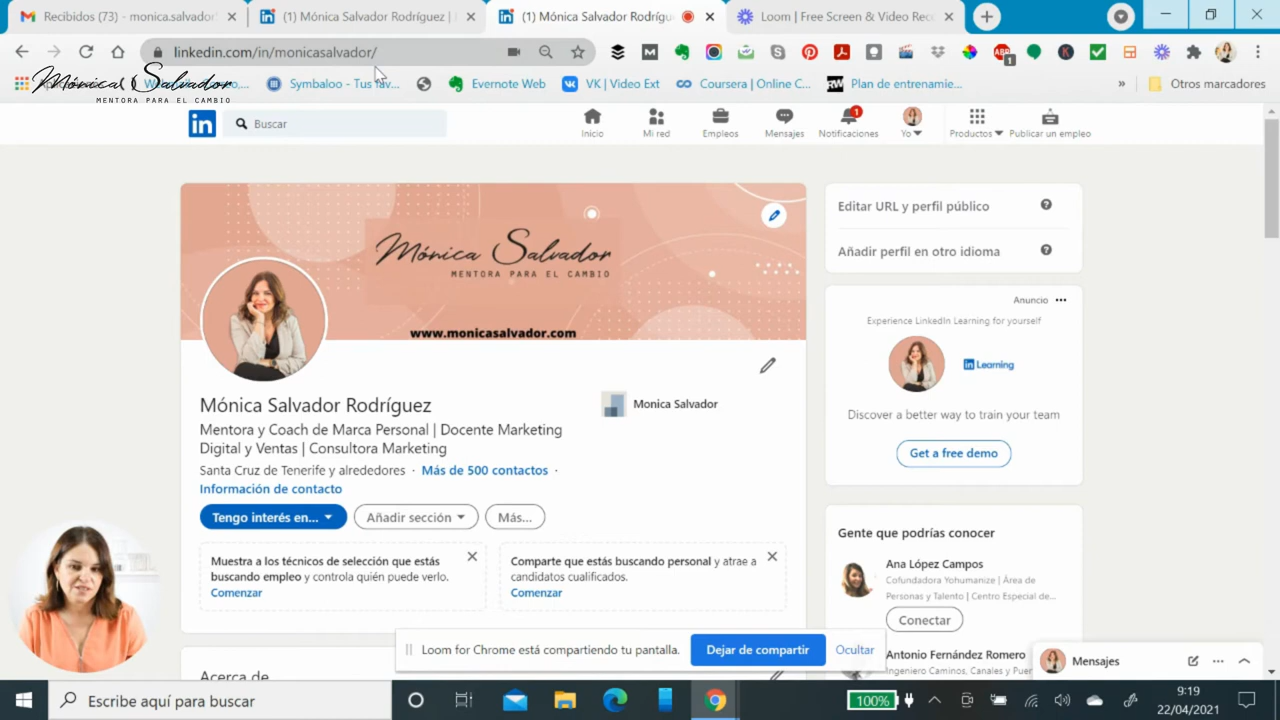 Recibidos (73) - monica.salvador
(1) Mónica Salvador Rodríguez |
(1) Mónica Salvador Rodrígu
Loom | Free Screen & Video Rec
linkedin.com/in/monicasalvador/
ABP
1
Mónica Salvador
MENTORA PARA EL CAMBIO
Symbaloo - Tus fav...
Evernote Web
VK | Video Ext
Coursera | Online C...
RW
Plan de entrenamie...
»
Otros marcadores
in
Buscar
Inicio
Mi red
Empleos
Mensajes
1
Notificaciones
Yo
Productos
Publicar un empleo
Mónica Salvador
MENTORA PARA EL CAMBIO
www.monicasalvador.com
Mónica Salvador Rodríguez
Mentora y Coach de Marca Personal | Docente Marketing
Digital y Ventas | Consultora Marketing
Santa Cruz de Tenerife y alrededores · Más de 500 contactos ·
Información de contacto
Monica Salvador
Tengo interés en...
Añadir sección
Más...
Muestra a los técnicos de selección que estás
buscando empleo y controla quién puede verlo.
Comenzar
Comparte que estás buscando personal y atrae a
candidatos cualificados.
Comenzar
Acerca de
Editar URL y perfil público
Añadir perfil en otro idioma
Anuncio
Experience LinkedIn Learning for yourself
in Learning
Discover a better way to train your team
Get a free demo
Gente que podrías conocer
Ana López Campos
Cofundadora Yohumanize | Área de
Personas y Talento | Centro Especial de...
Conectar
Antonio Fernández Romero
Ingeniero Caminos, Canales y Puer
Mensajes
Loom for Chrome está compartiendo tu pantalla.
Dejar de compartir
Ocultar
Escribe aquí para buscar
100%
9:19
22/04/2021